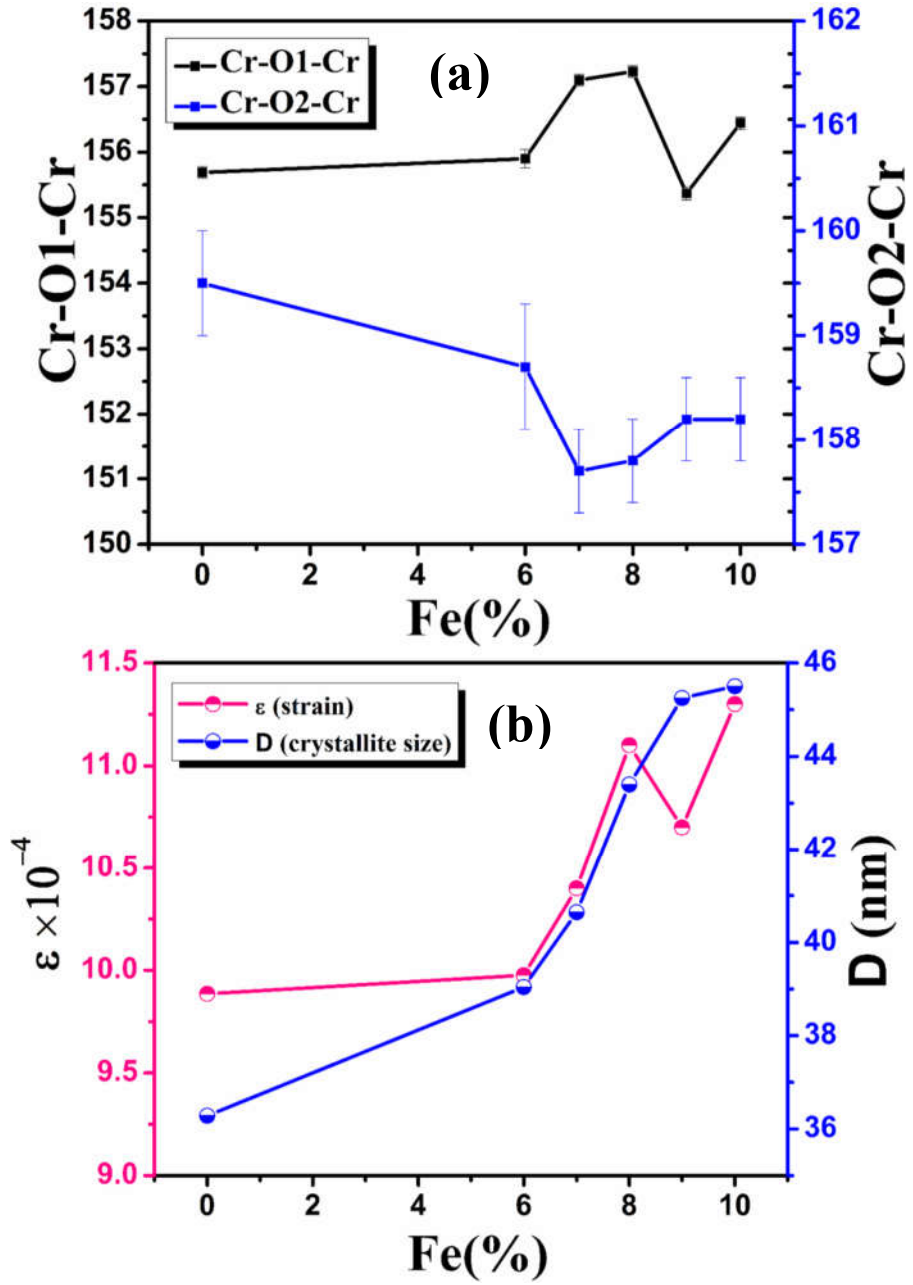 Cr-O1-Cr
Cr-O2-Cr
(a)
158
157
156
155
154
153
152
151
150
Cr-O1-Cr
162
161
160
159
158
157
Cr-O2-Cr
0 2 4 6 8 10
Fe(%)
ε (strain)
D (crystallite size)
(b)
11.5
11.0
10.5
10.0
9.5
9.0
ε ×10⁻⁴
46
44
42
40
38
36
D (nm)
0 2 4 6 8 10
Fe(%)